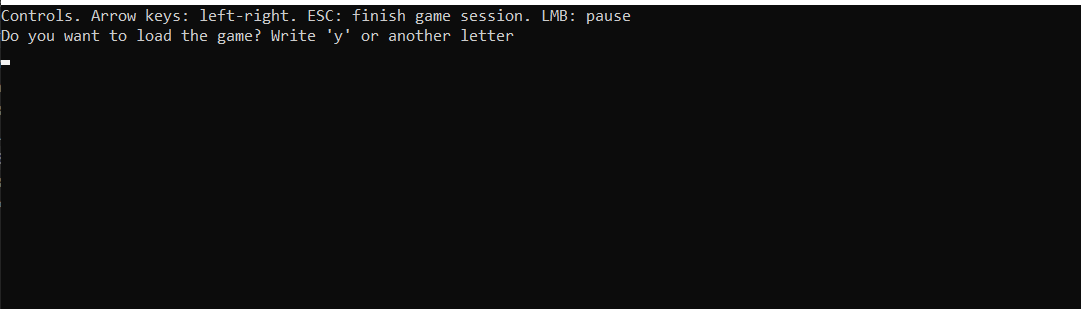 Controls. Arrow keys: left-right. ESC: finish game session. LMB: pause
Do you want to load the game? Write 'y' or another letter